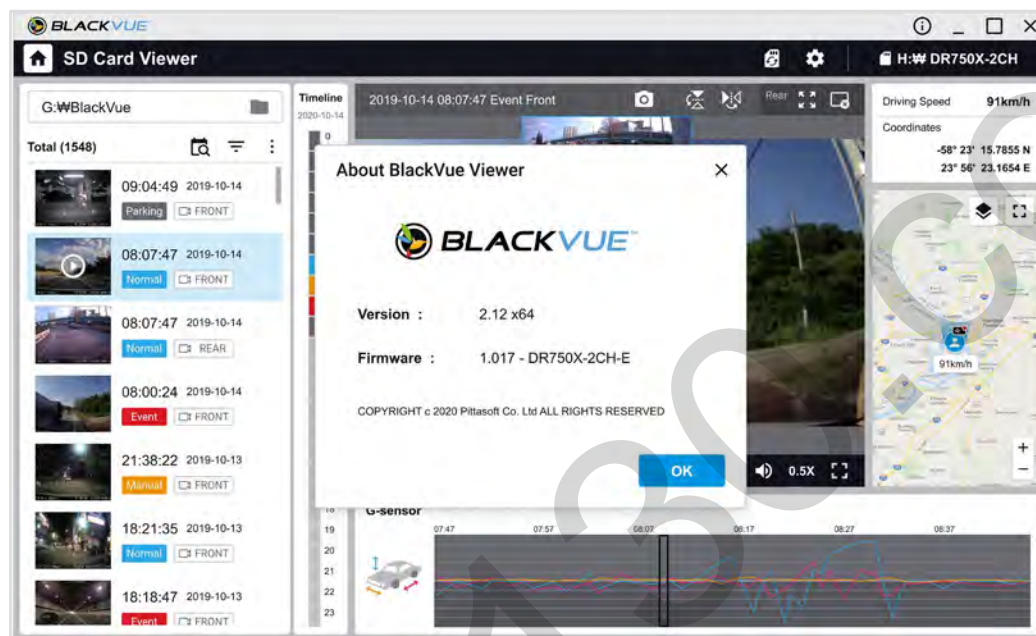 BLACKVUE
SD Card Viewer
H:₩ DR750X-2CH
G:₩BlackVue
Total (1548)
09:04:49 2019-10-14
Parking FRONT
08:07:47 2019-10-14
Normal FRONT
08:07:47 2019-10-14
Normal REAR
08:00:24 2019-10-14
Event FRONT
21:38:22 2019-10-13
Manual FRONT
18:21:35 2019-10-13
Normal FRONT
18:18:47 2019-10-13
Event FRONT
Timeline
2020-10-14
0
18
19
20
21
22
23
2019-10-14 08:07:47 Event Front
Rear
About BlackVue Viewer
BLACKVUE
Version : 2.12 x64
Firmware : 1.017 - DR750X-2CH-E
COPYRIGHT c 2020 Pittasoft Co. Ltd ALL RIGHTS RESERVED
OK
0.5X
Driving Speed 91km/h
Coordinates
-58° 23' 15.7855 N
23° 56' 23.1654 E
91km/h
G-sensor
07:47 07:57 08:07 08:17 08:27 08:37